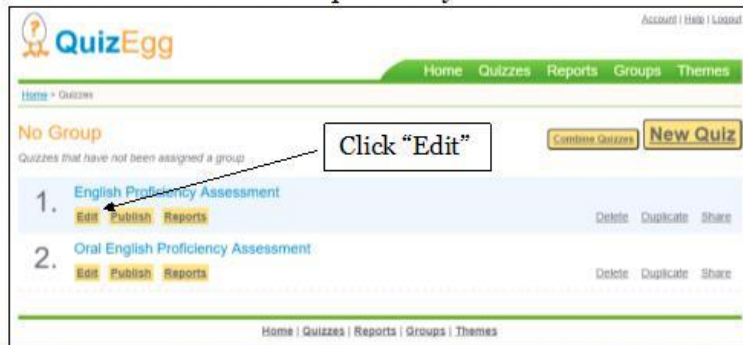 Account | Help | Logout
QuizEgg
Home Quizzes Reports Groups Themes
Home > Quizzes
No Group
Click “Edit”
Combine Quizzes New Quiz
Quizzes that have not been assigned a group
1. English Proficiency Assessment
Edit Publish Reports Delete Duplicate Share
2. Oral English Proficiency Assessment
Edit Publish Reports Delete Duplicate Share
Home | Quizzes | Reports | Groups | Themes